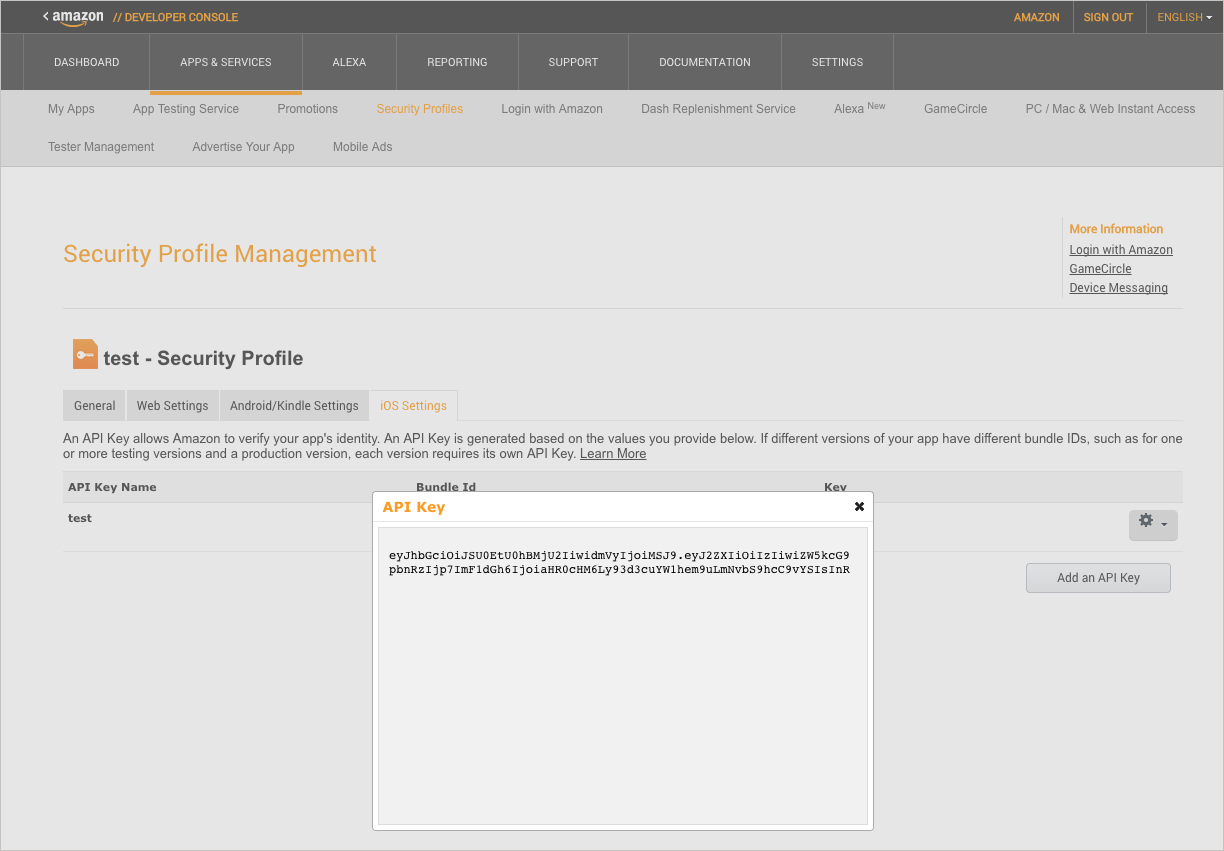 < amazon // DEVELOPER CONSOLE AMAZON SIGN OUT ENGLISH
DASHBOARD APPS & SERVICES ALEXA REPORTING SUPPORT DOCUMENTATION SETTINGS
My Apps App Testing Service Promotions Security Profiles Login with Amazon Dash Replenishment Service Alexa New GameCircle PC / Mac & Web Instant Access
Tester Management Advertise Your App Mobile Ads
More Information
Security Profile Management
Login with Amazon
GameCircle
Device Messaging
test - Security Profile
General Web Settings Android/Kindle Settings iOS Settings
An API Key allows Amazon to verify your app's identity. An API Key is generated based on the values you provide below. If different versions of your app have different bundle IDs, such as for one
or more testing versions and a production version, each version requires its own API Key. Learn More
API Key Name Bundle Id Key
API Key
test
eyJhbGciOiJSU0EtU0hBMjU2IiwidmVyIjoiMSJ9.eyJ2ZXIiOiIzIiwiZW5kcG9
pbnRzIjp7ImF1dGh6IjoiaHR0cHM6Ly93d3cuYW1hem9uLmNvbS9hcC9vYSIsInR
Add an API Key